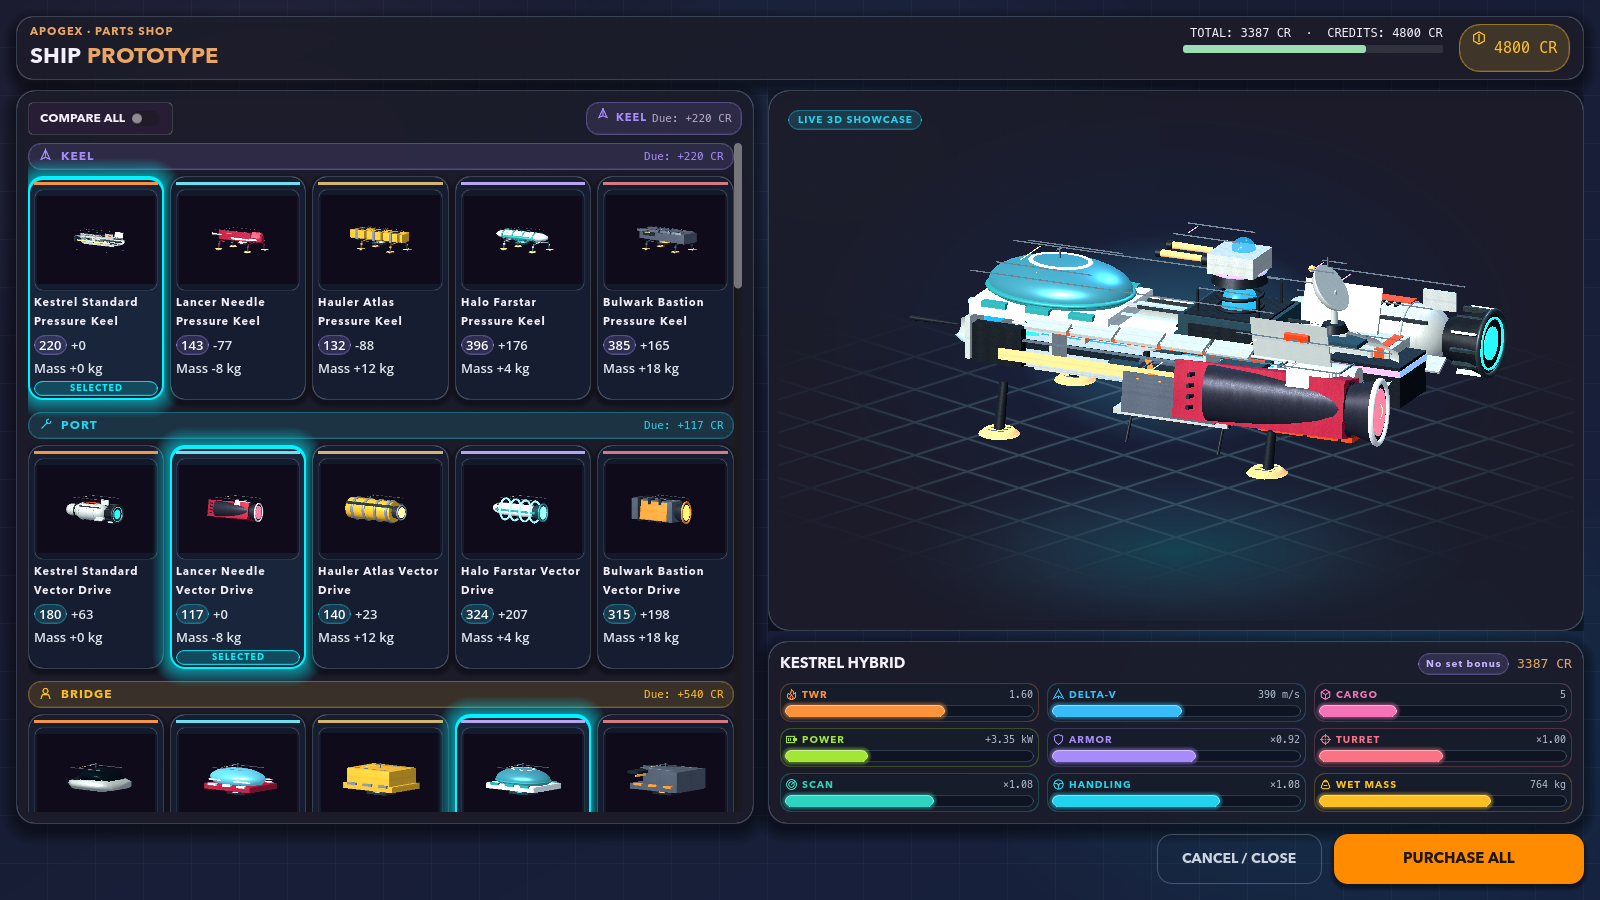 APOGEX · PARTS SHOP
SHIP PROTOTYPE
TOTAL: 3387 CR · CREDITS: 4800 CR
4800 CR
COMPARE ALL
KEEL Due: +220 CR
KEEL
Due: +220 CR
Kestrel Standard
Pressure Keel
220 +0
Mass +0 kg
SELECTED
Lancer Needle
Pressure Keel
143 -77
Mass -8 kg
Hauler Atlas
Pressure Keel
132 -88
Mass +12 kg
Halo Farstar
Pressure Keel
396 +176
Mass +4 kg
Bulwark Bastion
Pressure Keel
385 +165
Mass +18 kg
PORT
Due: +117 CR
Kestrel Standard
Vector Drive
180 +63
Mass +0 kg
Lancer Needle
Vector Drive
117 +0
Mass -8 kg
SELECTED
Hauler Atlas Vector
Drive
140 +23
Mass +12 kg
Halo Farstar Vector
Drive
324 +207
Mass +4 kg
Bulwark Bastion
Vector Drive
315 +198
Mass +18 kg
BRIDGE
Due: +540 CR
LIVE 3D SHOWCASE
KESTREL HYBRID
No set bonus 3387 CR
TWR 1.60
DELTA-V 390 m/s
CARGO 5
POWER +3.35 kW
ARMOR ×0.92
TURRET ×1.00
SCAN ×1.08
HANDLING ×1.08
WET MASS 764 kg
CANCEL / CLOSE
PURCHASE ALL